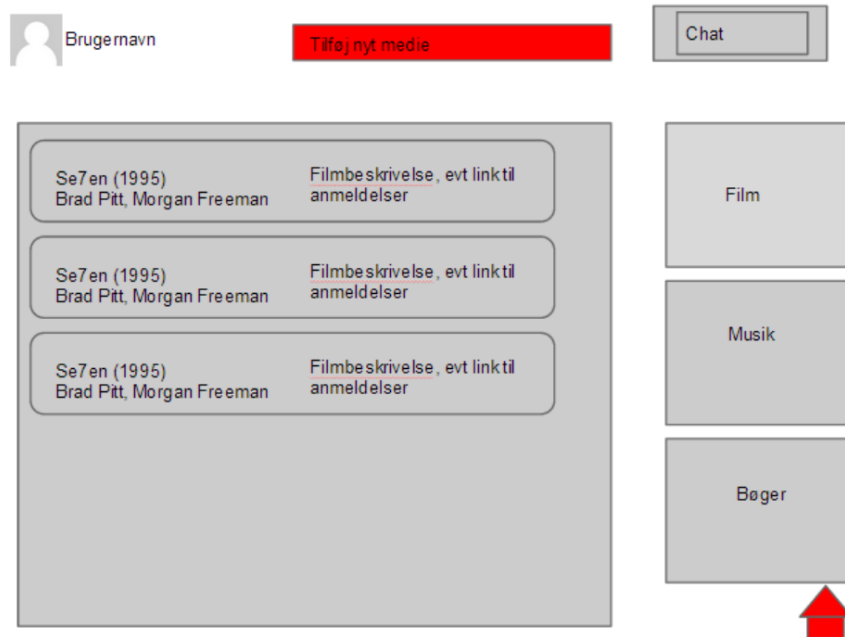 Brugernavn
Tilføj nyt medie
Chat
Se7en (1995)
Brad Pitt, Morgan Freeman
Filmbeskrivelse, evt link til
anmeldelser
Se7en (1995)
Brad Pitt, Morgan Freeman
Filmbeskrivelse, evt link til
anmeldelser
Se7en (1995)
Brad Pitt, Morgan Freeman
Filmbeskrivelse, evt link til
anmeldelser
Film
Musik
Bøger